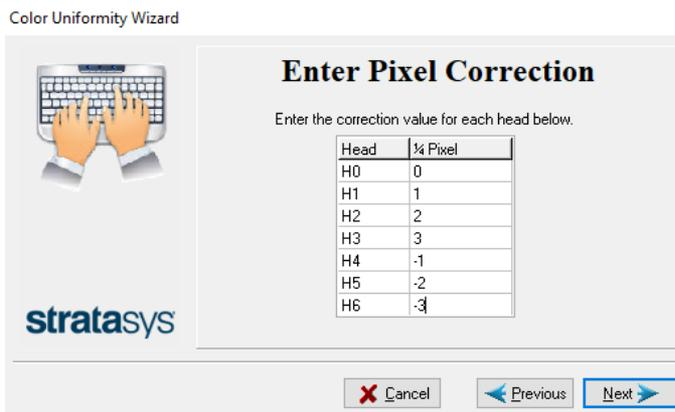 Color Uniformity Wizard
Enter Pixel Correction
Enter the correction value for each head below.
Head ¼ Pixel
H0 0
H1 1
H2 2
H3 3
H4 -1
H5 -2
H6 -3
stratasys
Cancel Previous Next